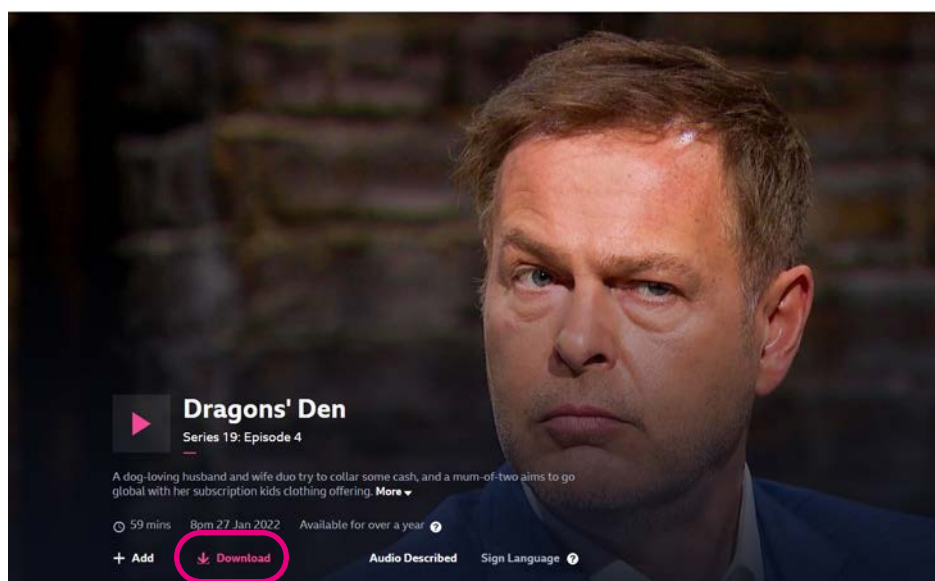 Dragons' Den
Series 19: Episode 4
A dog-loving husband and wife duo try to collar some cash, and a mum-of-two aims to go
global with her subscription kids clothing offering. More
59 mins 8pm 27 Jan 2022 Available for over a year ?
+ Add Download Audio Described Sign Language ?